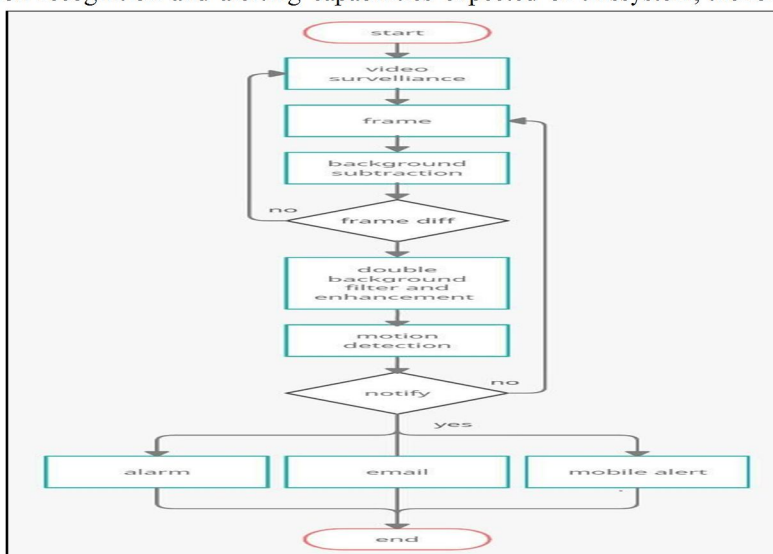 start
video
survelliance
frame
background
subtraction
no
frame diff
double
background
filter and
enhancement
motion
detection
no
notify
yes
alarm
email
mobile alert
end